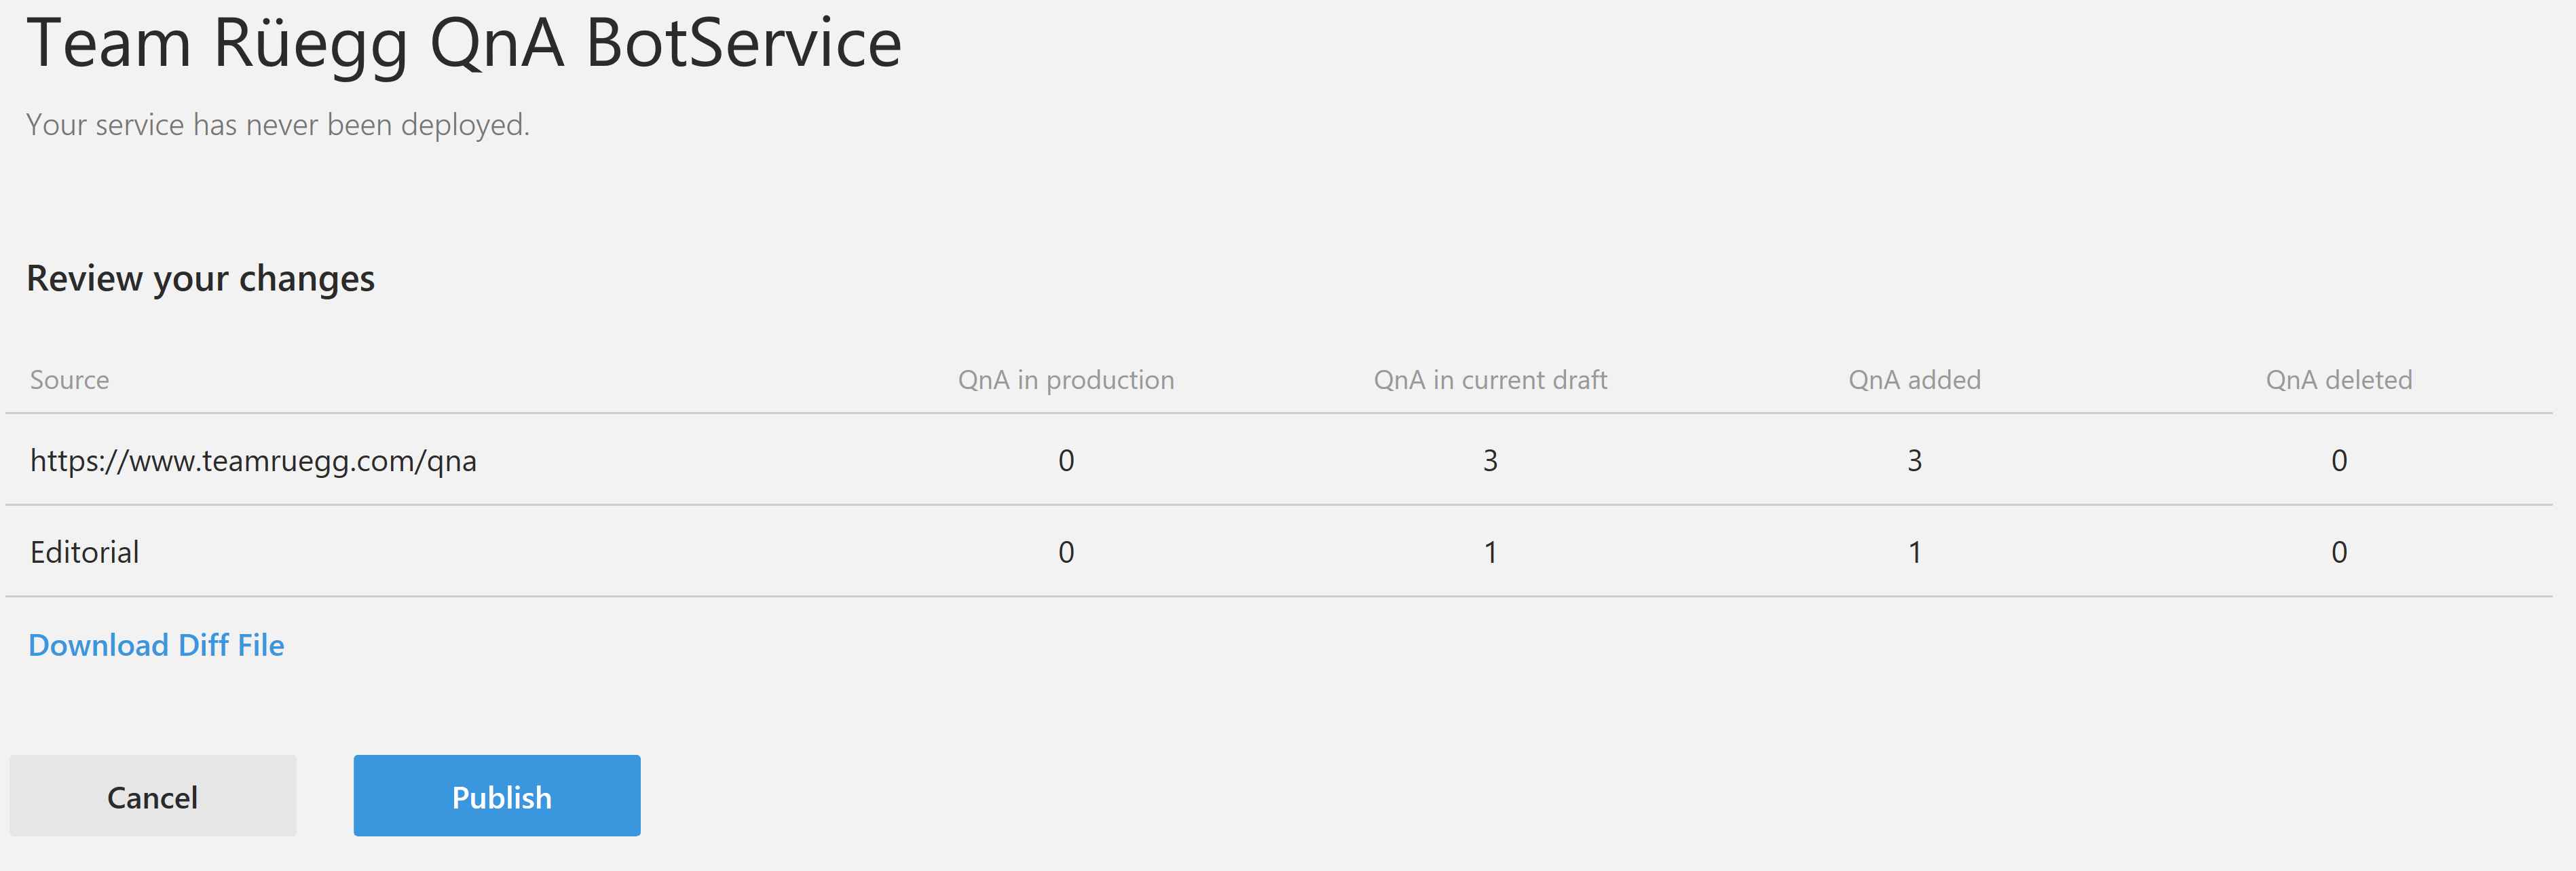 Team Rüegg QnA BotService
Your service has never been deployed.
Review your changes
Source QnA in production QnA in current draft QnA added QnA deleted
https://www.teamruegg.com/qna 0 3 3 0
Editorial 0 1 1 0
Download Diff File
Cancel Publish